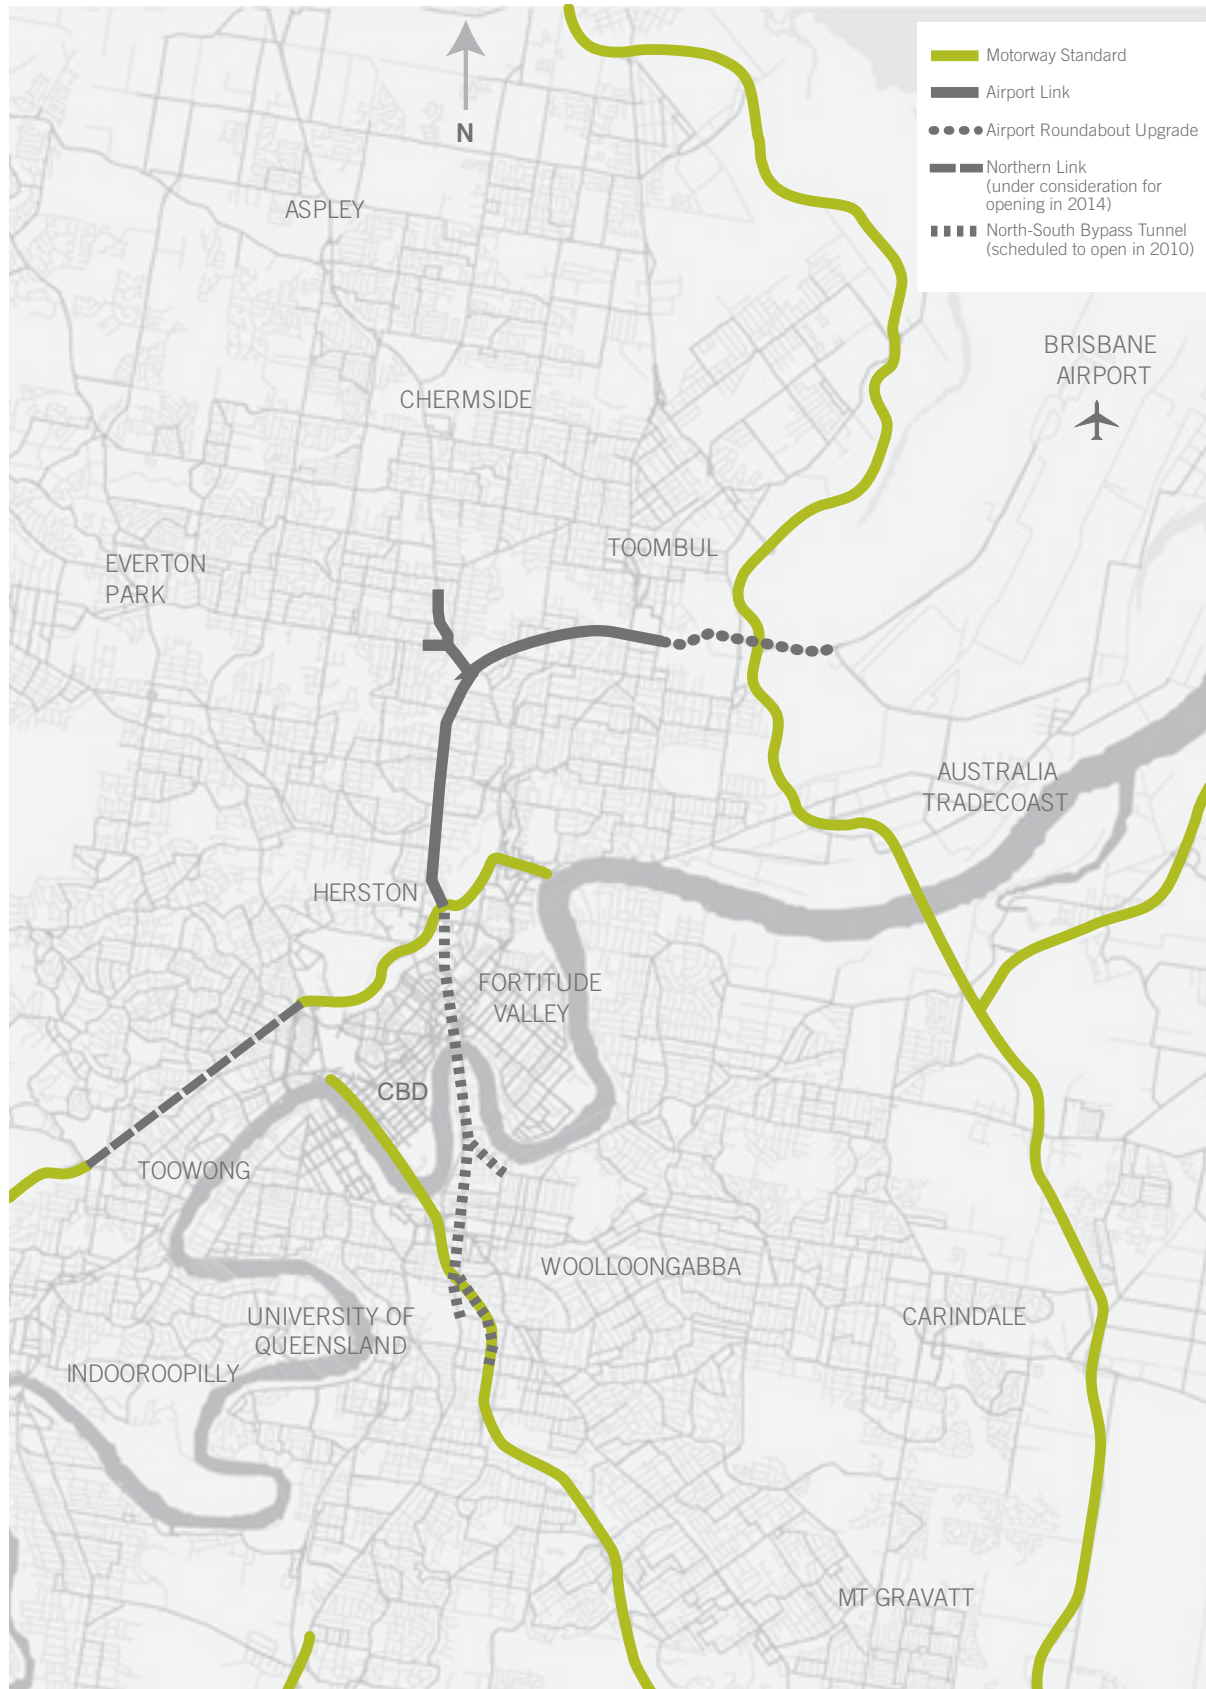 Motorway Standard
Airport Link
Airport Roundabout Upgrade
Northern Link
(under consideration for
opening in 2014)
North-South Bypass Tunnel
(scheduled to open in 2010)
N
ASPLEY
BRISBANE
AIRPORT
CHERMSIDE
TOOMBUL
EVERTON
PARK
AUSTRALIA
TRADECOAST
HERSTON
FORTITUDE
VALLEY
CBD
TOOWONG
WOOLLOONGABBA
UNIVERSITY OF
QUEENSLAND
CARINDALE
INDOOROOPILLY
MT GRAVATT